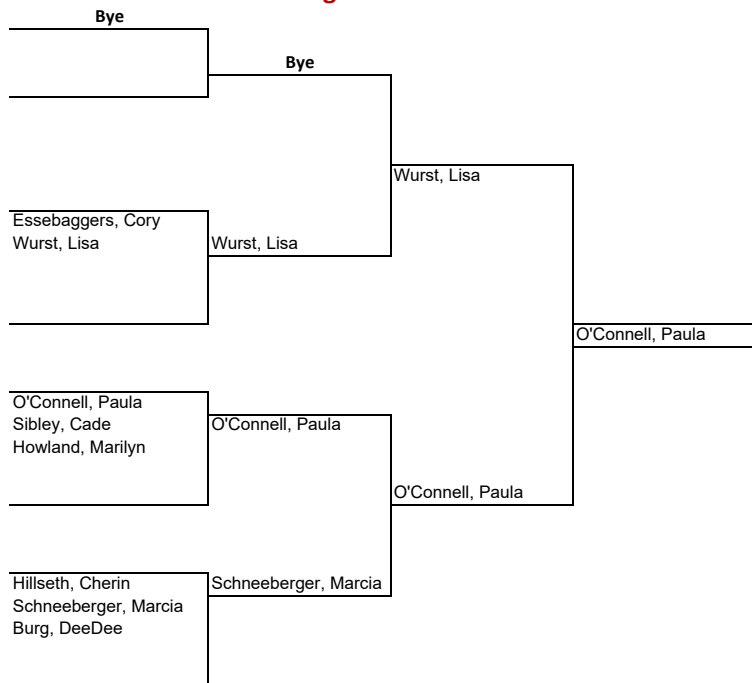 Bye
Bye
Wurst, Lisa
Essebaggers, Cory
Wurst, Lisa
Wurst, Lisa
O'Connell, Paula
O'Connell, Paula
Sibley, Cade
Howland, Marilyn
O'Connell, Paula
O'Connell, Paula
Hillseth, Cherin
Schneeberger, Marcia
Burg, DeeDee
Schneeberger, Marcia